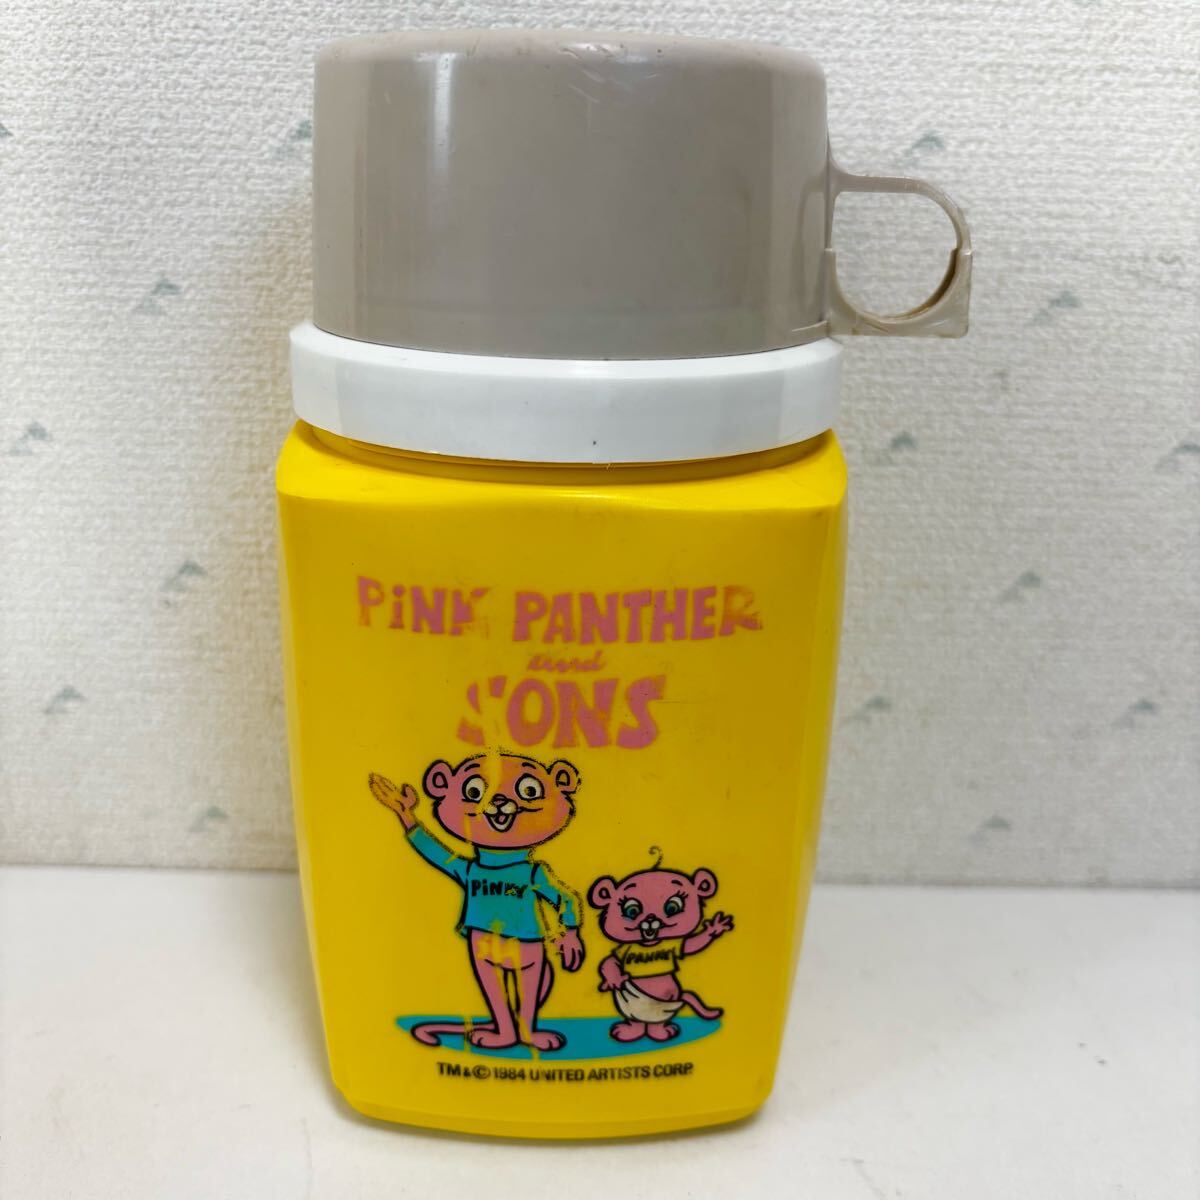 PiNK PANTHER
and
SONS
PiNKY
PANKY
TM & © 1984 UNITED ARTISTS CORP.